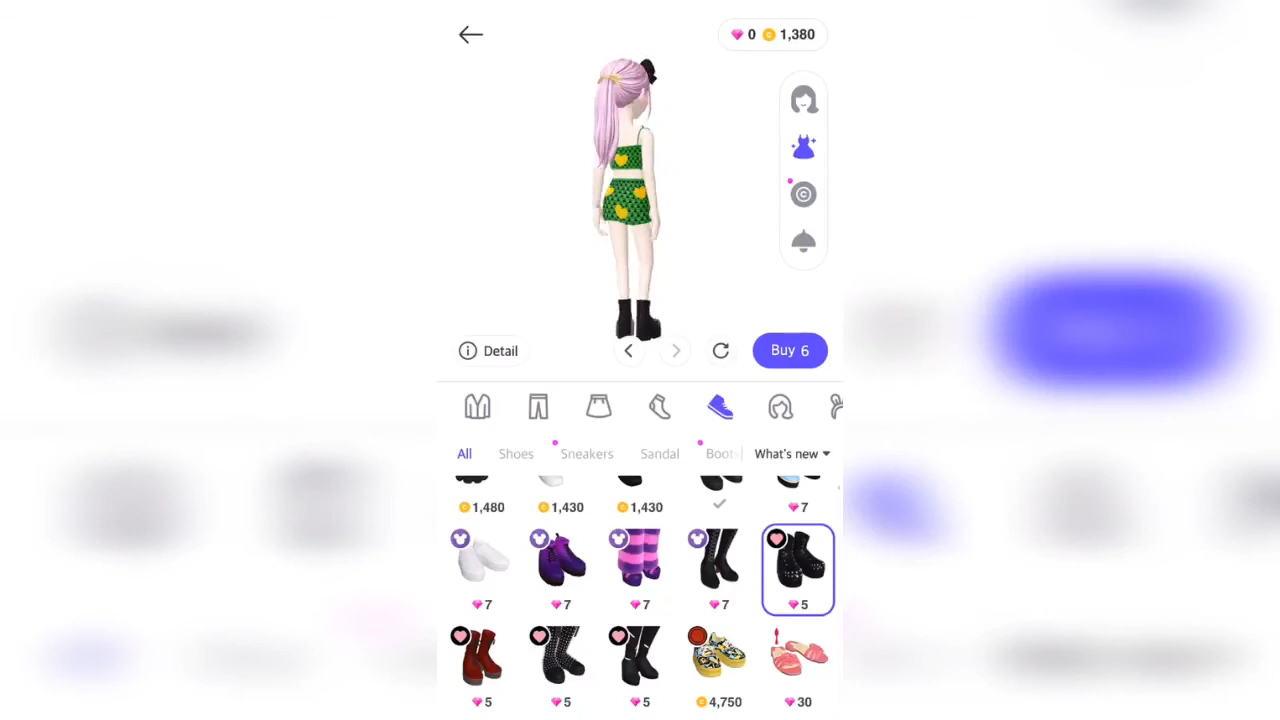 0 1,380
Detail
Buy 6
All Shoes Sneakers Sandal Boots What's new
1,480 1,430 1,430 7
7 7 7 7 5
5 5 5 4,750 30